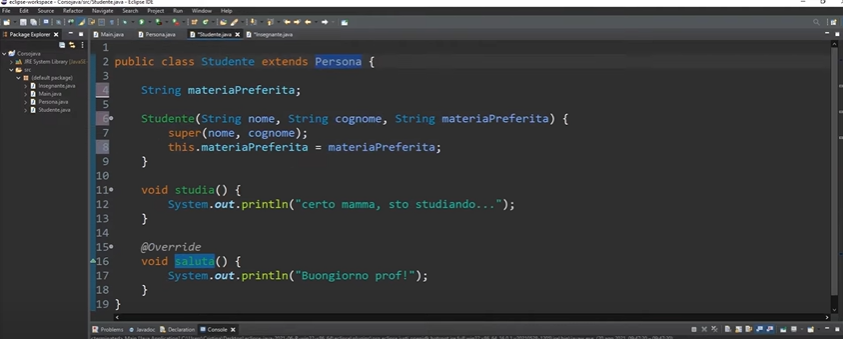 eclipse-workspace - Corsojava/src/Studente.java - Eclipse IDE
File Edit Source Refactor Navigate Search Project Run Window Help
Package Explorer
Main.java Persona.java *Studente.java *Insegnante.java
Corsojava
JRE System Library
src
(default package)
Insegnante.java
Main.java
Persona.java
Studente.java
1
2 public class Studente extends Persona {
4 String materiaPreferita;
5
6 Studente(String nome, String cognome, String materiaPreferita) {
7 super(nome, cognome);
8 this.materiaPreferita = materiaPreferita;
9 }
10
11 void studia() {
12 System.out.println("certo mamma, sto studiando...");
13 }
14
15 @Override
16 void saluta() {
17 System.out.println("Buongiorno prof!");
18 }
19 }
Problems Javadoc Declaration Console